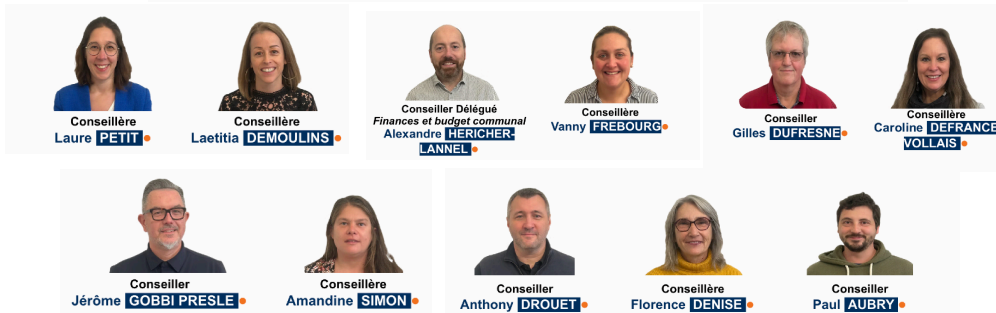 Conseillère
Laure PETIT
Conseillère
Laetitia DEMOULINS
Conseiller Délégué
Finances et budget communal
Alexandre HERICHER-
LANNEL
Conseillère
Vanny FREBOURG
Conseiller
Gilles DUFRESNE
Conseillère
Caroline DEFRANCE
VOLLAIS
Conseiller
Jérôme GOBBI PRESLE
Conseillère
Amandine SIMON
Conseiller
Anthony DROUET
Conseillère
Florence DENISE
Conseiller
Paul AUBRY